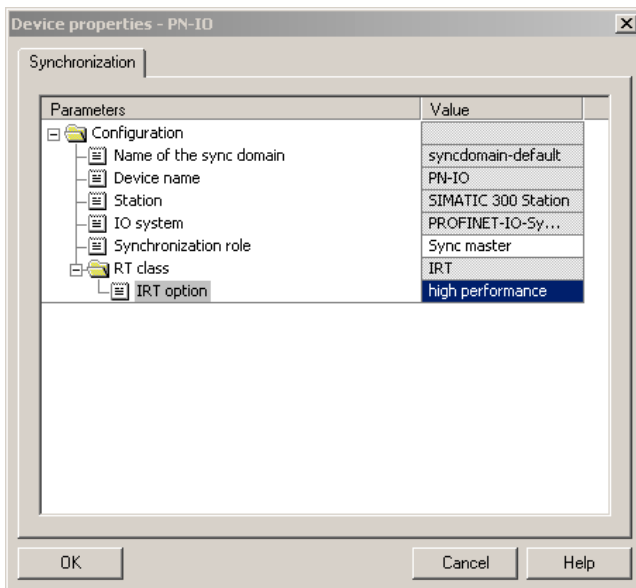 Device properties - PN-IO
Synchronization
Parameters Value
Configuration
Name of the sync domain syncdomain-default
Device name PN-IO
Station SIMATIC 300 Station
IO system PROFINET-IO-Sy...
Synchronization role Sync master
RT class IRT
IRT option high performance
OK Cancel Help